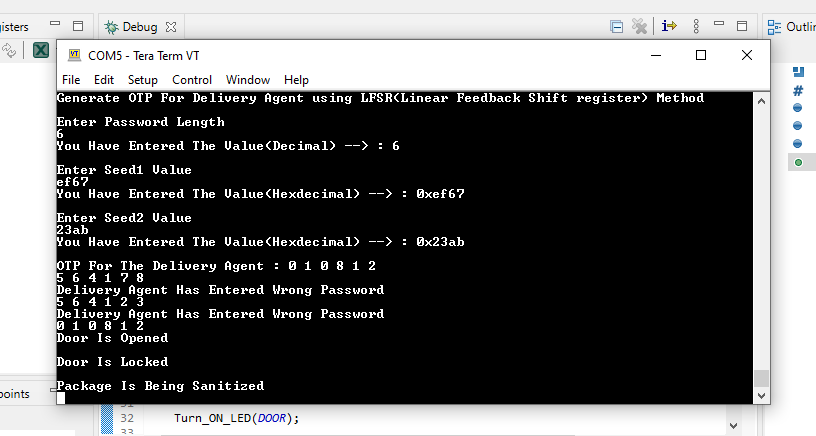 isters
Debug
Outlin
COM5 - Tera Term VT
File Edit Setup Control Window Help
Generate OTP For Delivery Agent using LFSR(Linear Feedback Shift register) Method
Enter Password Length
6
You Have Entered The Value(Decimal) --> : 6
Enter Seed1 Value
ef67
You Have Entered The Value(Hexdecimal) --> : 0xef67
Enter Seed2 Value
23ab
You Have Entered The Value(Hexdecimal) --> : 0x23ab
OTP For The Delivery Agent : 0 1 0 8 1 2
5 6 4 1 7 8
Delivery Agent Has Entered Wrong Password
5 6 4 1 2 3
Delivery Agent Has Entered Wrong Password
0 1 0 8 1 2
Door Is Opened
Door Is Locked
Package Is Being Sanitized
points
32 Turn_ON_LED(DOOR);
33